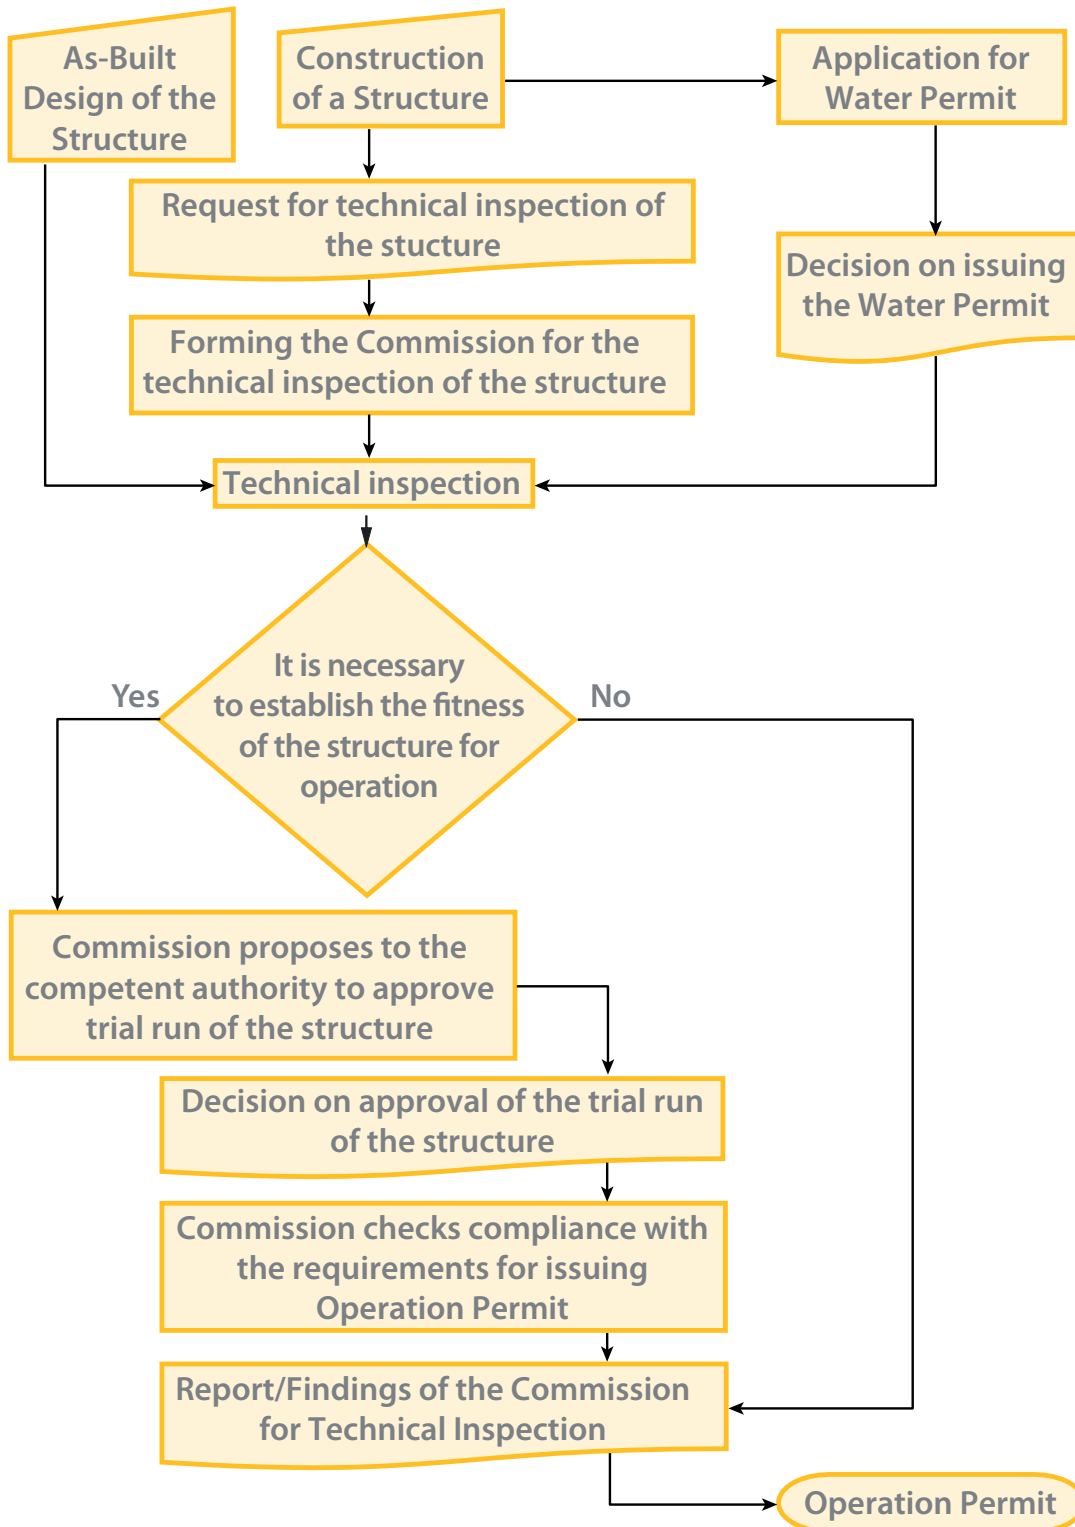 As-Built
Design of the
Structure
Construction
of a Structure
Application for
Water Permit
Request for technical inspection of
the stucture
Decision on issuing
the Water Permit
Forming the Commission for the
technical inspection of the structure
Technical inspection
It is necessary
to establish the fitness
of the structure for
operation
Yes
No
Commission proposes to the
competent authority to approve
trial run of the structure
Decision on approval of the trial run
of the structure
Commission checks compliance with
the requirements for issuing
Operation Permit
Report/Findings of the Commission
for Technical Inspection
Operation Permit